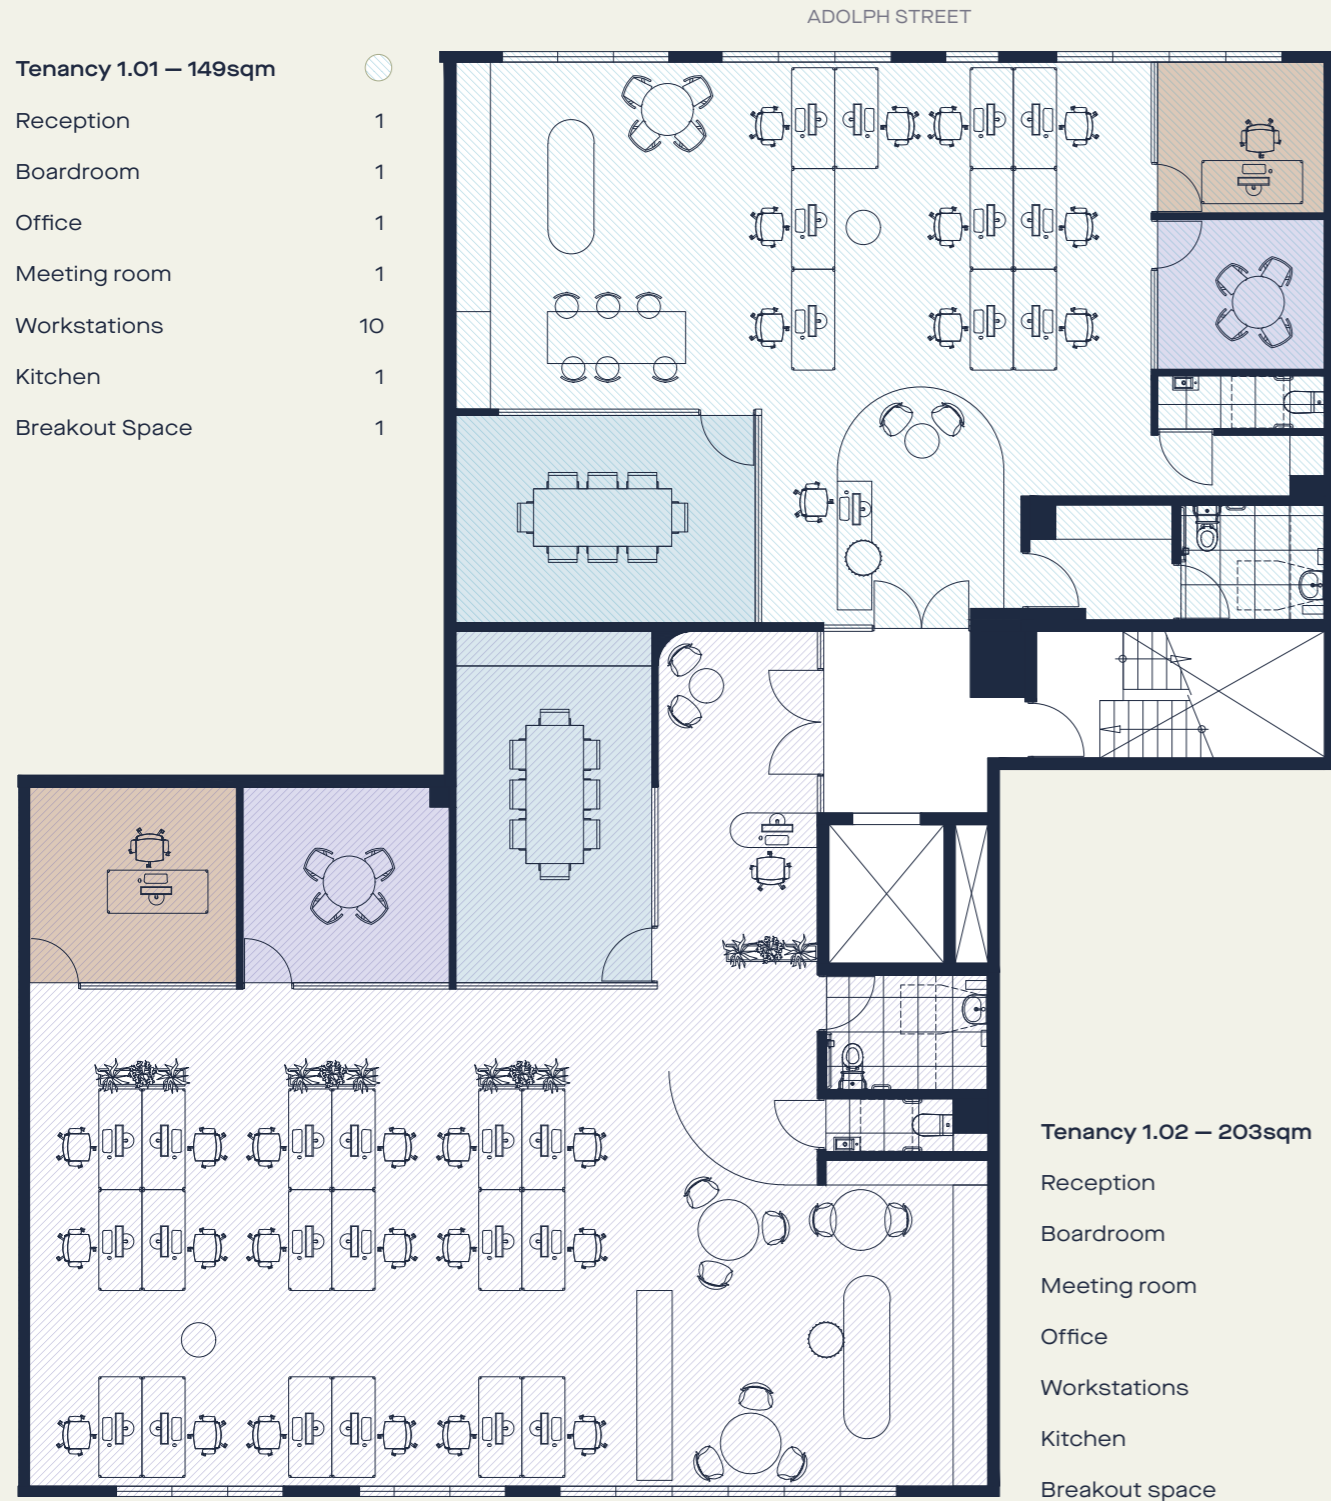 ADOLPH STREET
Tenancy 1.01 — 149sqm
Reception 1
Boardroom 1
Office 1
Meeting room 1
Workstations 10
Kitchen 1
Breakout Space 1
Tenancy 1.02 — 203sqm
Reception
Boardroom
Meeting room
Office
Workstations
Kitchen
Breakout space